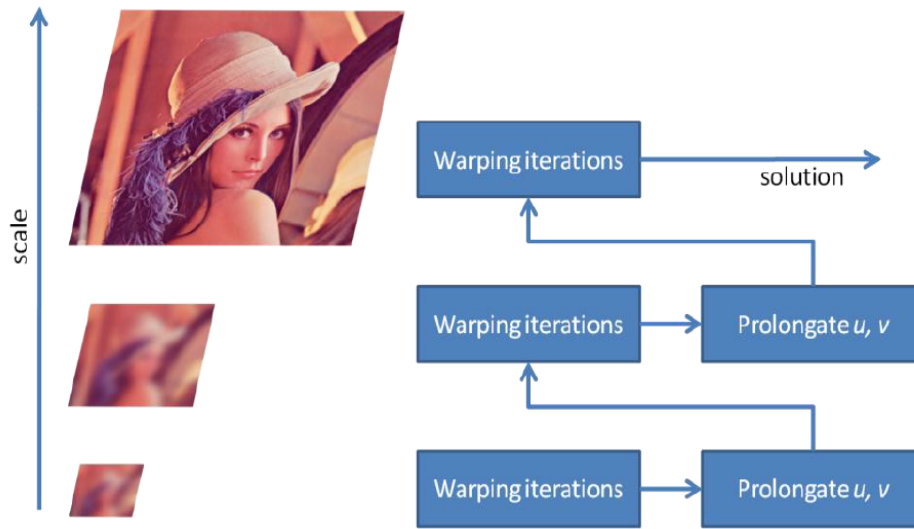 scale
Warping iterations
solution
Warping iterations
Prolongate u, v
Warping iterations
Prolongate u, v